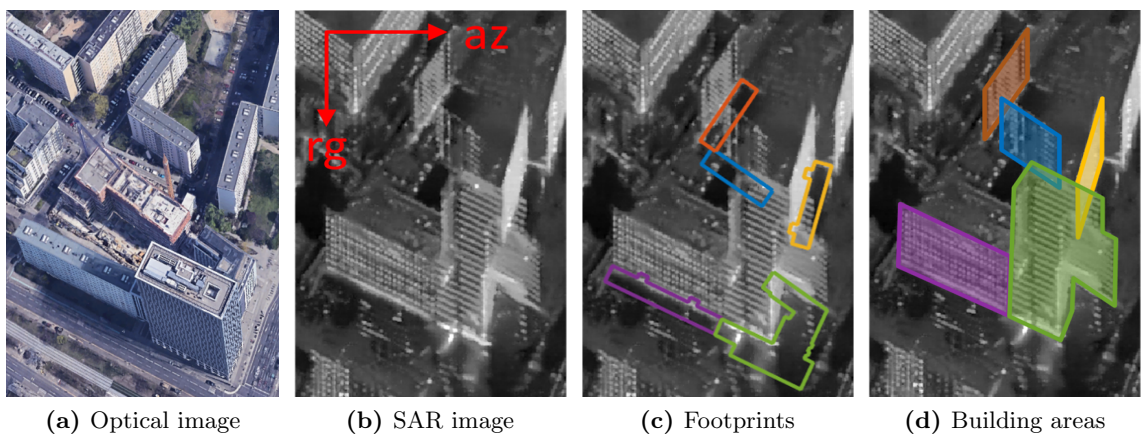 az
rg
(a) Optical image
(b) SAR image
(c) Footprints
(d) Building areas